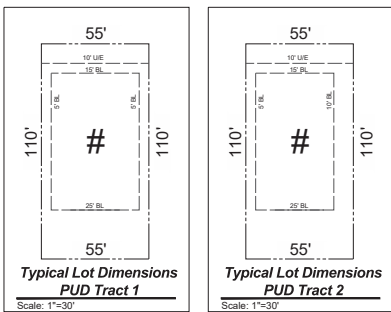 55'
10' U/E
15' BL
5' BL
5' BL
110'
#
110'
25' BL
55'
Typical Lot Dimensions
PUD Tract 1
Scale: 1"=30'
55'
10' U/E
15' BL
5' BL
10' BL
110'
#
110'
25' BL
55'
Typical Lot Dimensions
PUD Tract 2
Scale: 1"=30'